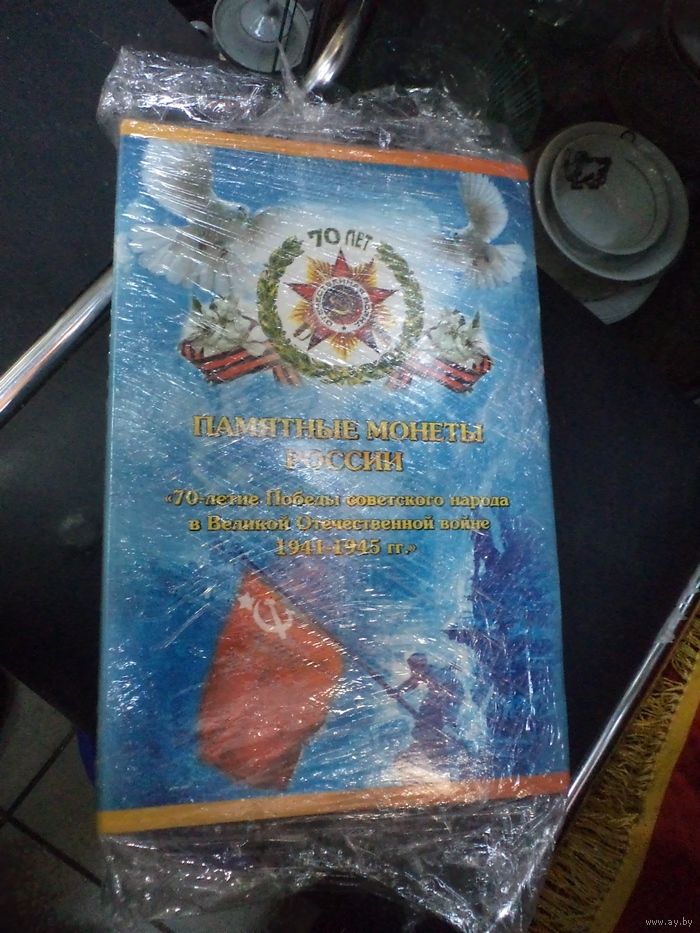 70 ЛЕТ
ПАМЯТНЫЕ МОНЕТЫ
РОССИИ
«70-летие Победы советского народа
в Великой Отечественной войне
1941-1945 гг.»
www.ay.by